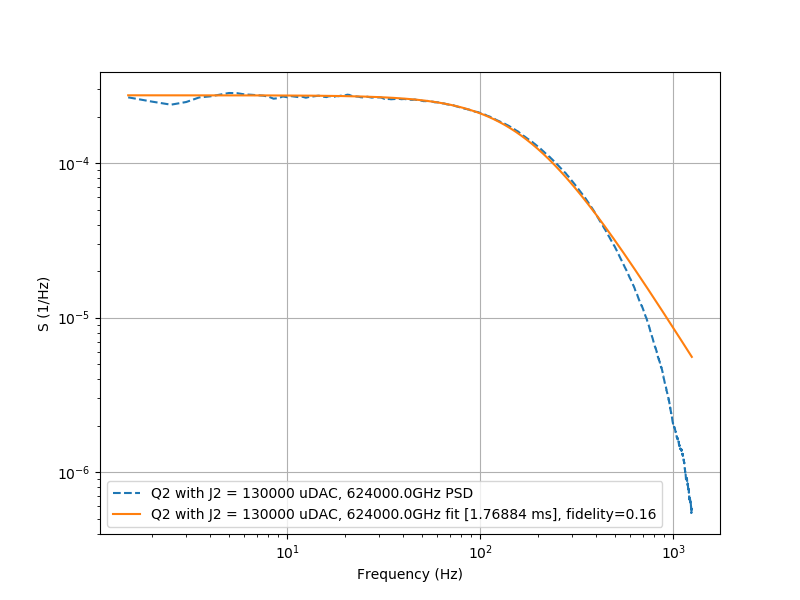 S (1/Hz)
10⁻⁴
10⁻⁵
10⁻⁶
Q2 with J2 = 130000 uDAC, 624000.0GHz PSD
Q2 with J2 = 130000 uDAC, 624000.0GHz fit [1.76884 ms], fidelity=0.16
10¹ 10² 10³
Frequency (Hz)